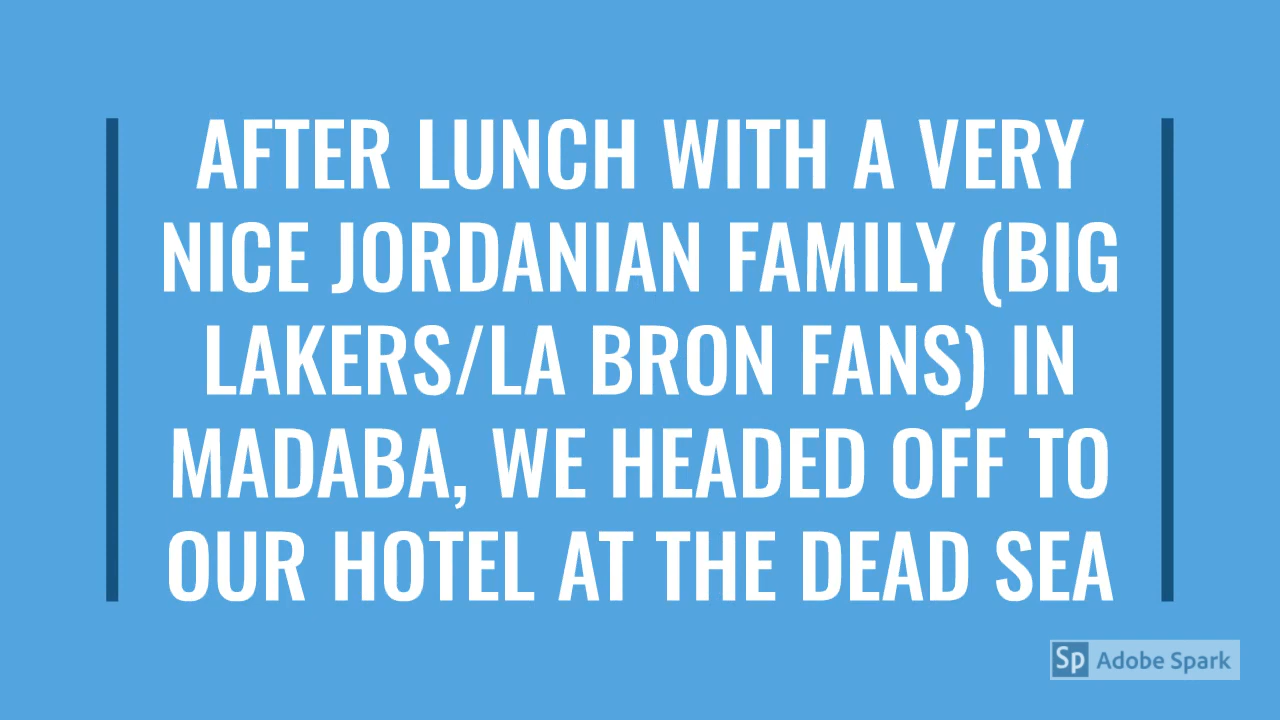 AFTER LUNCH WITH A VERY
NICE JORDANIAN FAMILY (BIG
LAKERS/LA BRON FANS) IN
MADABA, WE HEADED OFF TO
OUR HOTEL AT THE DEAD SEA
Sp Adobe Spark